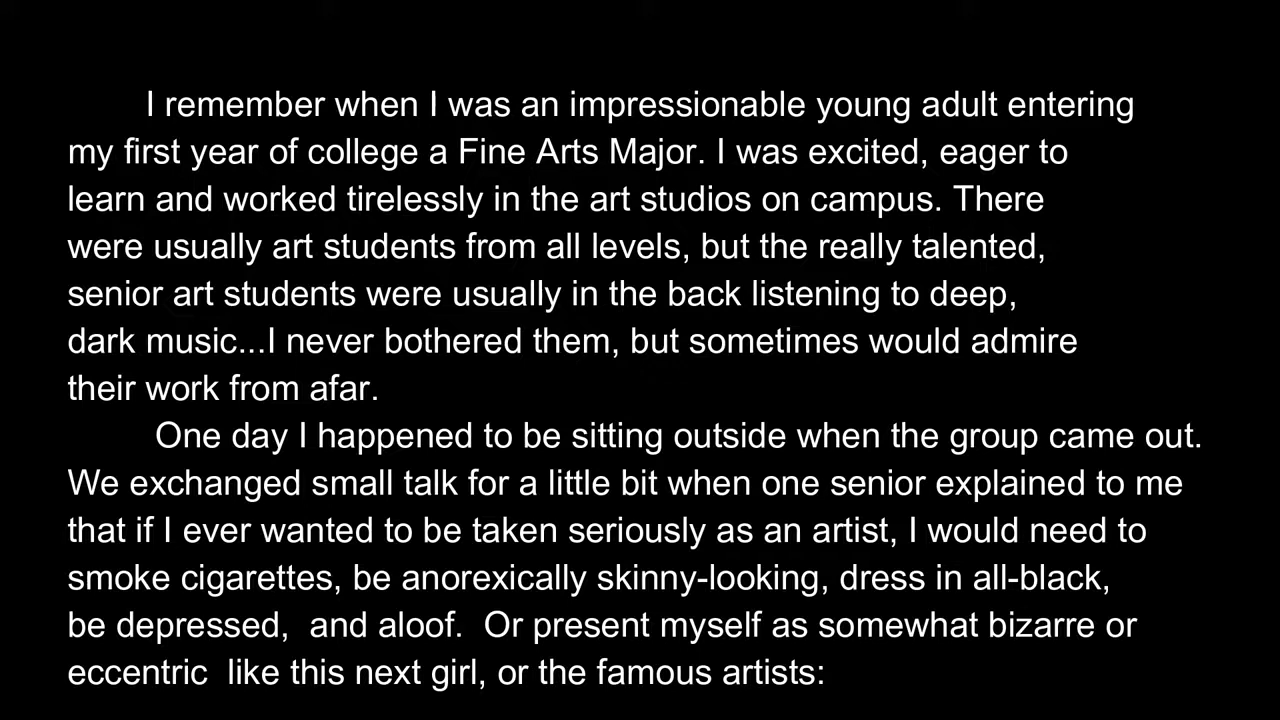 I remember when I was an impressionable young adult entering
my first year of college a Fine Arts Major. I was excited, eager to
learn and worked tirelessly in the art studios on campus. There
were usually art students from all levels, but the really talented,
senior art students were usually in the back listening to deep,
dark music...I never bothered them, but sometimes would admire
their work from afar.
One day I happened to be sitting outside when the group came out.
We exchanged small talk for a little bit when one senior explained to me
that if I ever wanted to be taken seriously as an artist, I would need to
smoke cigarettes, be anorexically skinny-looking, dress in all-black,
be depressed,  and aloof.  Or present myself as somewhat bizarre or
eccentric  like this next girl, or the famous artists: